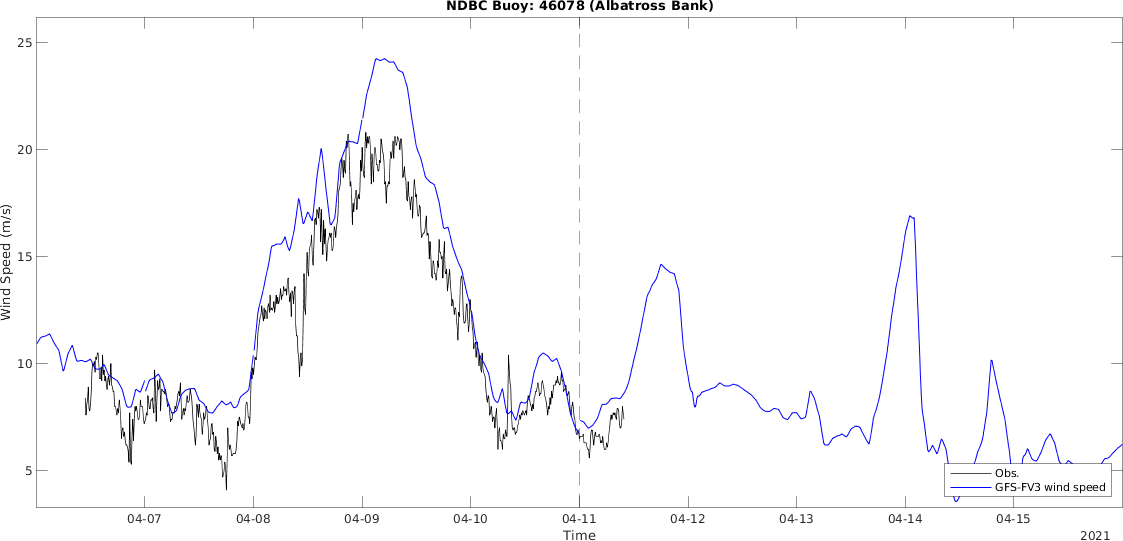 NDBC Buoy: 46078 (Albatross Bank)
25
20
15
10
5
Wind Speed (m/s)
Obs.
GFS-FV3 wind speed
04-07 04-08 04-09 04-10 04-11 04-12 04-13 04-14 04-15
Time
2021